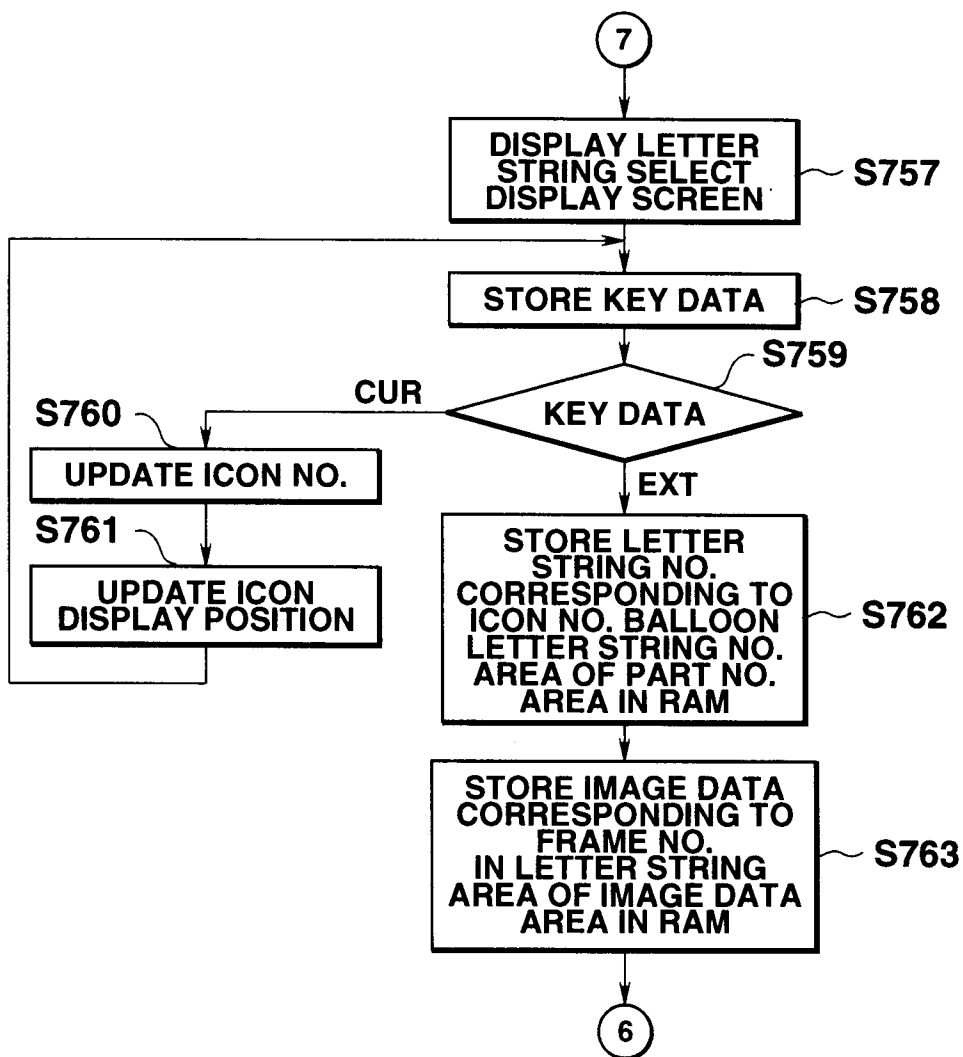 7
DISPLAY LETTER
STRING SELECT
DISPLAY SCREEN
S757
STORE KEY DATA
S758
S759
KEY DATA
CUR
S760
UPDATE ICON NO.
S761
UPDATE ICON
DISPLAY POSITION
EXT
STORE LETTER
STRING NO.
CORRESPONDING TO
ICON NO. BALLOON
LETTER STRING NO.
AREA OF PART NO.
AREA IN RAM
S762
STORE IMAGE DATA
CORRESPONDING TO
FRAME NO.
IN LETTER STRING
AREA OF IMAGE DATA
AREA IN RAM
S763
6